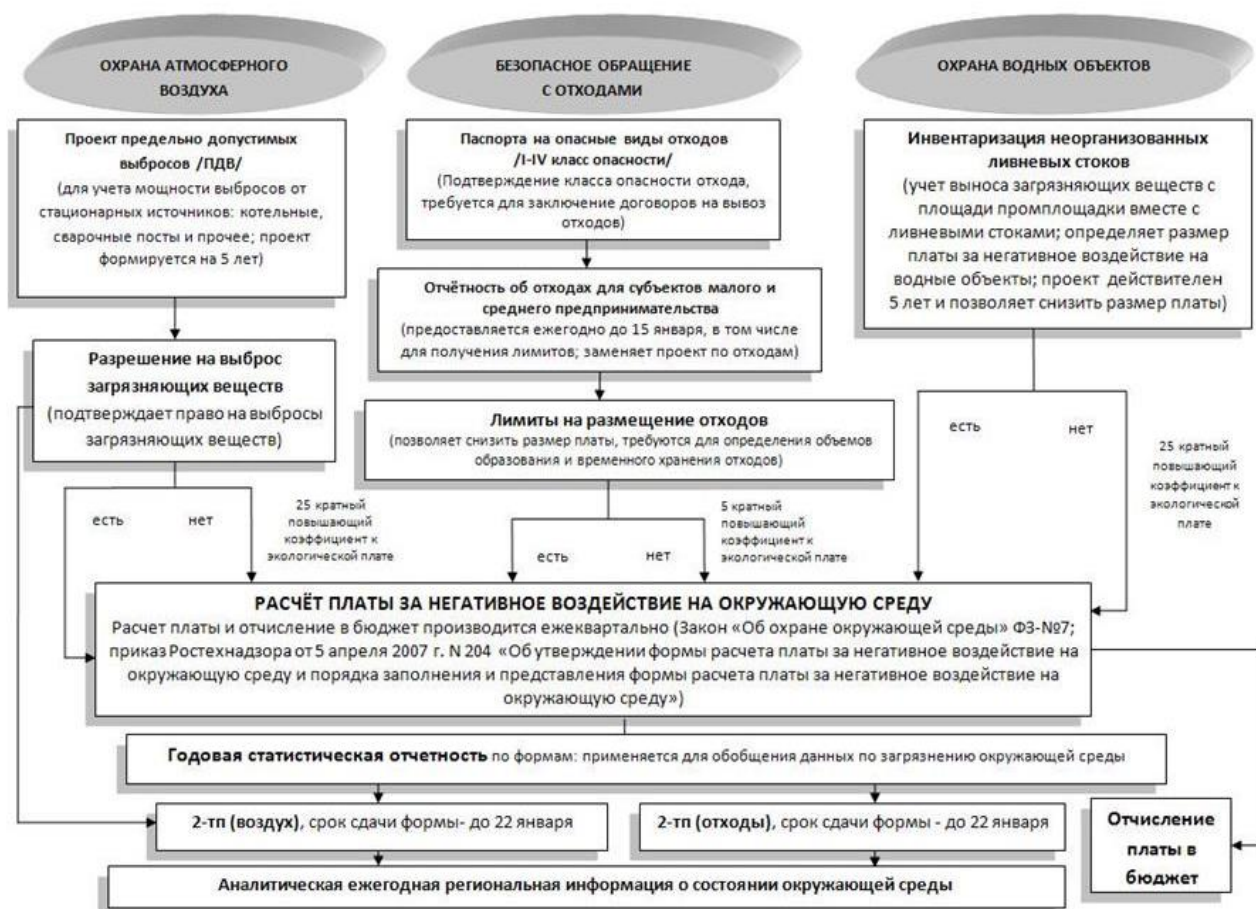 ОХРАНА АТМОСФЕРНОГО
ВОЗДУХА
Проект предельно допустимых
выбросов /ПДВ/
(для учета мощности выбросов от
стационарных источников: котельные,
сварочные посты и прочее; проект
формируется на 5 лет)
Разрешение на выброс
загрязняющих веществ
(подтверждает право на выбросы
загрязняющих веществ)
есть
нет
25 кратный
повышающий
коэффициент к
экологической плате
БЕЗОПАСНОЕ ОБРАЩЕНИЕ
С ОТХОДАМИ
Паспорта на опасные виды отходов
/I-IV класс опасности/
(Подтверждение класса опасности отхода,
требуется для заключение договоров на вывоз
отходов)
Отчётность об отходах для субъектов малого и
среднего предпринимательства
(предоставляется ежегодно до 15 января, в том числе
для получения лимитов; заменяет проект по отходам)
Лимиты на размещение отходов
(позволяет снизить размер платы, требуются для определения объемов
образования и временного хранения отходов)
есть
нет
5 кратный
повышающий
коэффициент к
экологической плате
ОХРАНА ВОДНЫХ ОБЪЕКТОВ
Инвентаризация неорганизованных
ливневых стоков
(учет выноса загрязняющих веществ с
площади промплощадки вместе с
ливневыми стоками; определяет размер
платы за негативное воздействие на
водные объекты; проект действителен
5 лет и позволяет снизить размер платы)
есть
нет
25 кратный
повышающий
коэффициент к
экологической
плате
РАСЧЁТ ПЛАТЫ ЗА НЕГАТИВНОЕ ВОЗДЕЙСТВИЕ НА ОКРУЖАЮЩУЮ СРЕДУ
Расчет платы и отчисление в бюджет производится ежеквартально (Закон «Об охране окружающей среды» ФЗ-№7;
приказ Ростехнадзора от 5 апреля 2007 г. N 204 «Об утверждении формы расчета платы за негативное воздействие на
окружающую среду и порядка заполнения и представления формы расчета платы за негативное воздействие на
окружающую среду»)
Годовая статистическая отчетность по формам: применяется для обобщения данных по загрязнению окружающей среды
2-тп (воздух), срок сдачи формы- до 22 января
2-тп (отходы), срок сдачи формы - до 22 января
Отчисление
платы в
бюджет
Аналитическая ежегодная региональная информация о состоянии окружающей среды